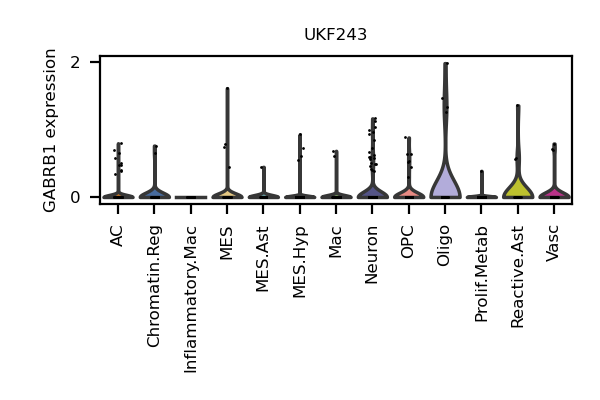 UKF243
GABRB1 expression
2
0
AC
Chromatin.Reg
Inflammatory.Mac
MES
MES.Ast
MES.Hyp
Mac
Neuron
OPC
Oligo
Prolif.Metab
Reactive.Ast
Vasc